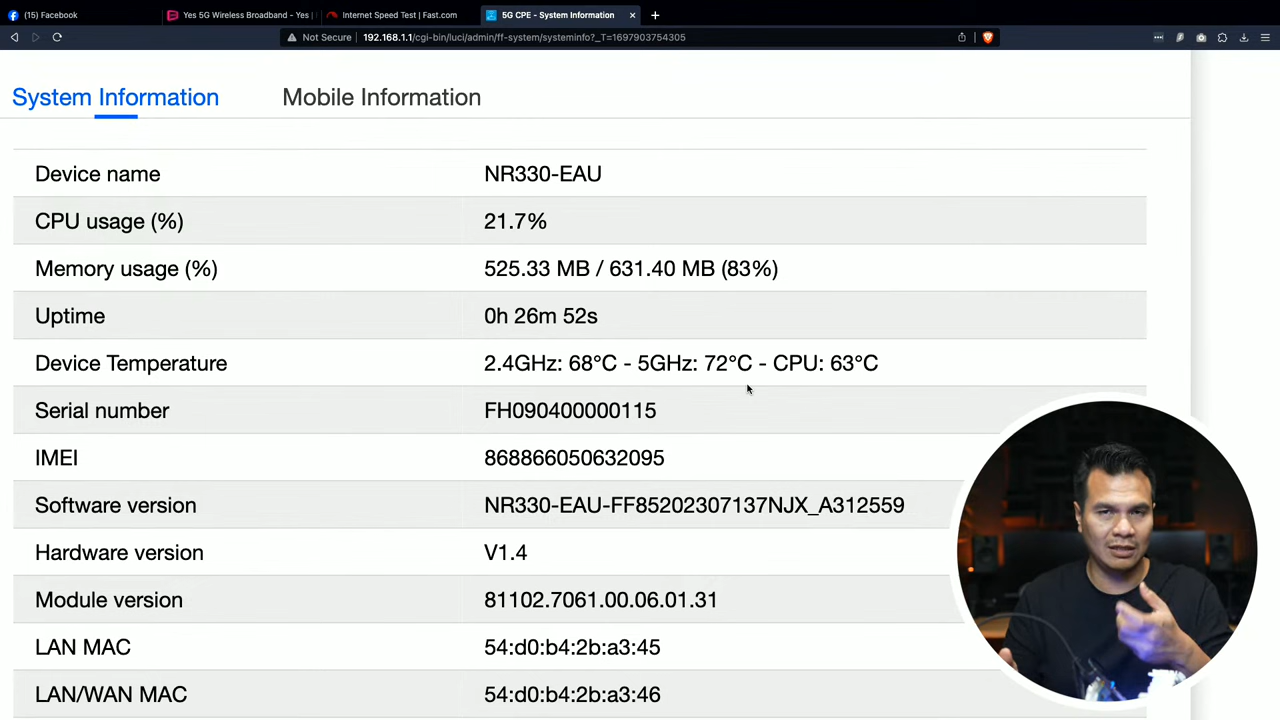 (15) Facebook
Yes 5G Wireless Broadband - Yes
Internet Speed Test | Fast.com
5G CPE - System Information
Not Secure 192.168.1.1/cgi-bin/luci/admin/ff-system/systeminfo?_T=1697903754305
System Information Mobile Information
Device name NR330-EAU
CPU usage (%) 21.7%
Memory usage (%) 525.33 MB / 631.40 MB (83%)
Uptime 0h 26m 52s
Device Temperature 2.4GHz: 68°C - 5GHz: 72°C - CPU: 63°C
Serial number FH090400000115
IMEI 868866050632095
Software version NR330-EAU-FF85202307137NJX_A312559
Hardware version V1.4
Module version 81102.7061.00.06.01.31
LAN MAC 54:d0:b4:2b:a3:45
LAN/WAN MAC 54:d0:b4:2b:a3:46